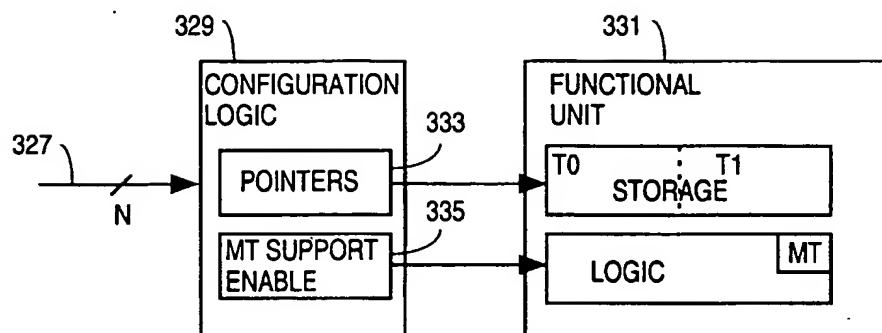 329
331
CONFIGURATION
LOGIC
FUNCTIONAL
UNIT
327
N
333
POINTERS
T0
T1
STORAGE
335
MT SUPPORT
ENABLE
LOGIC
MT